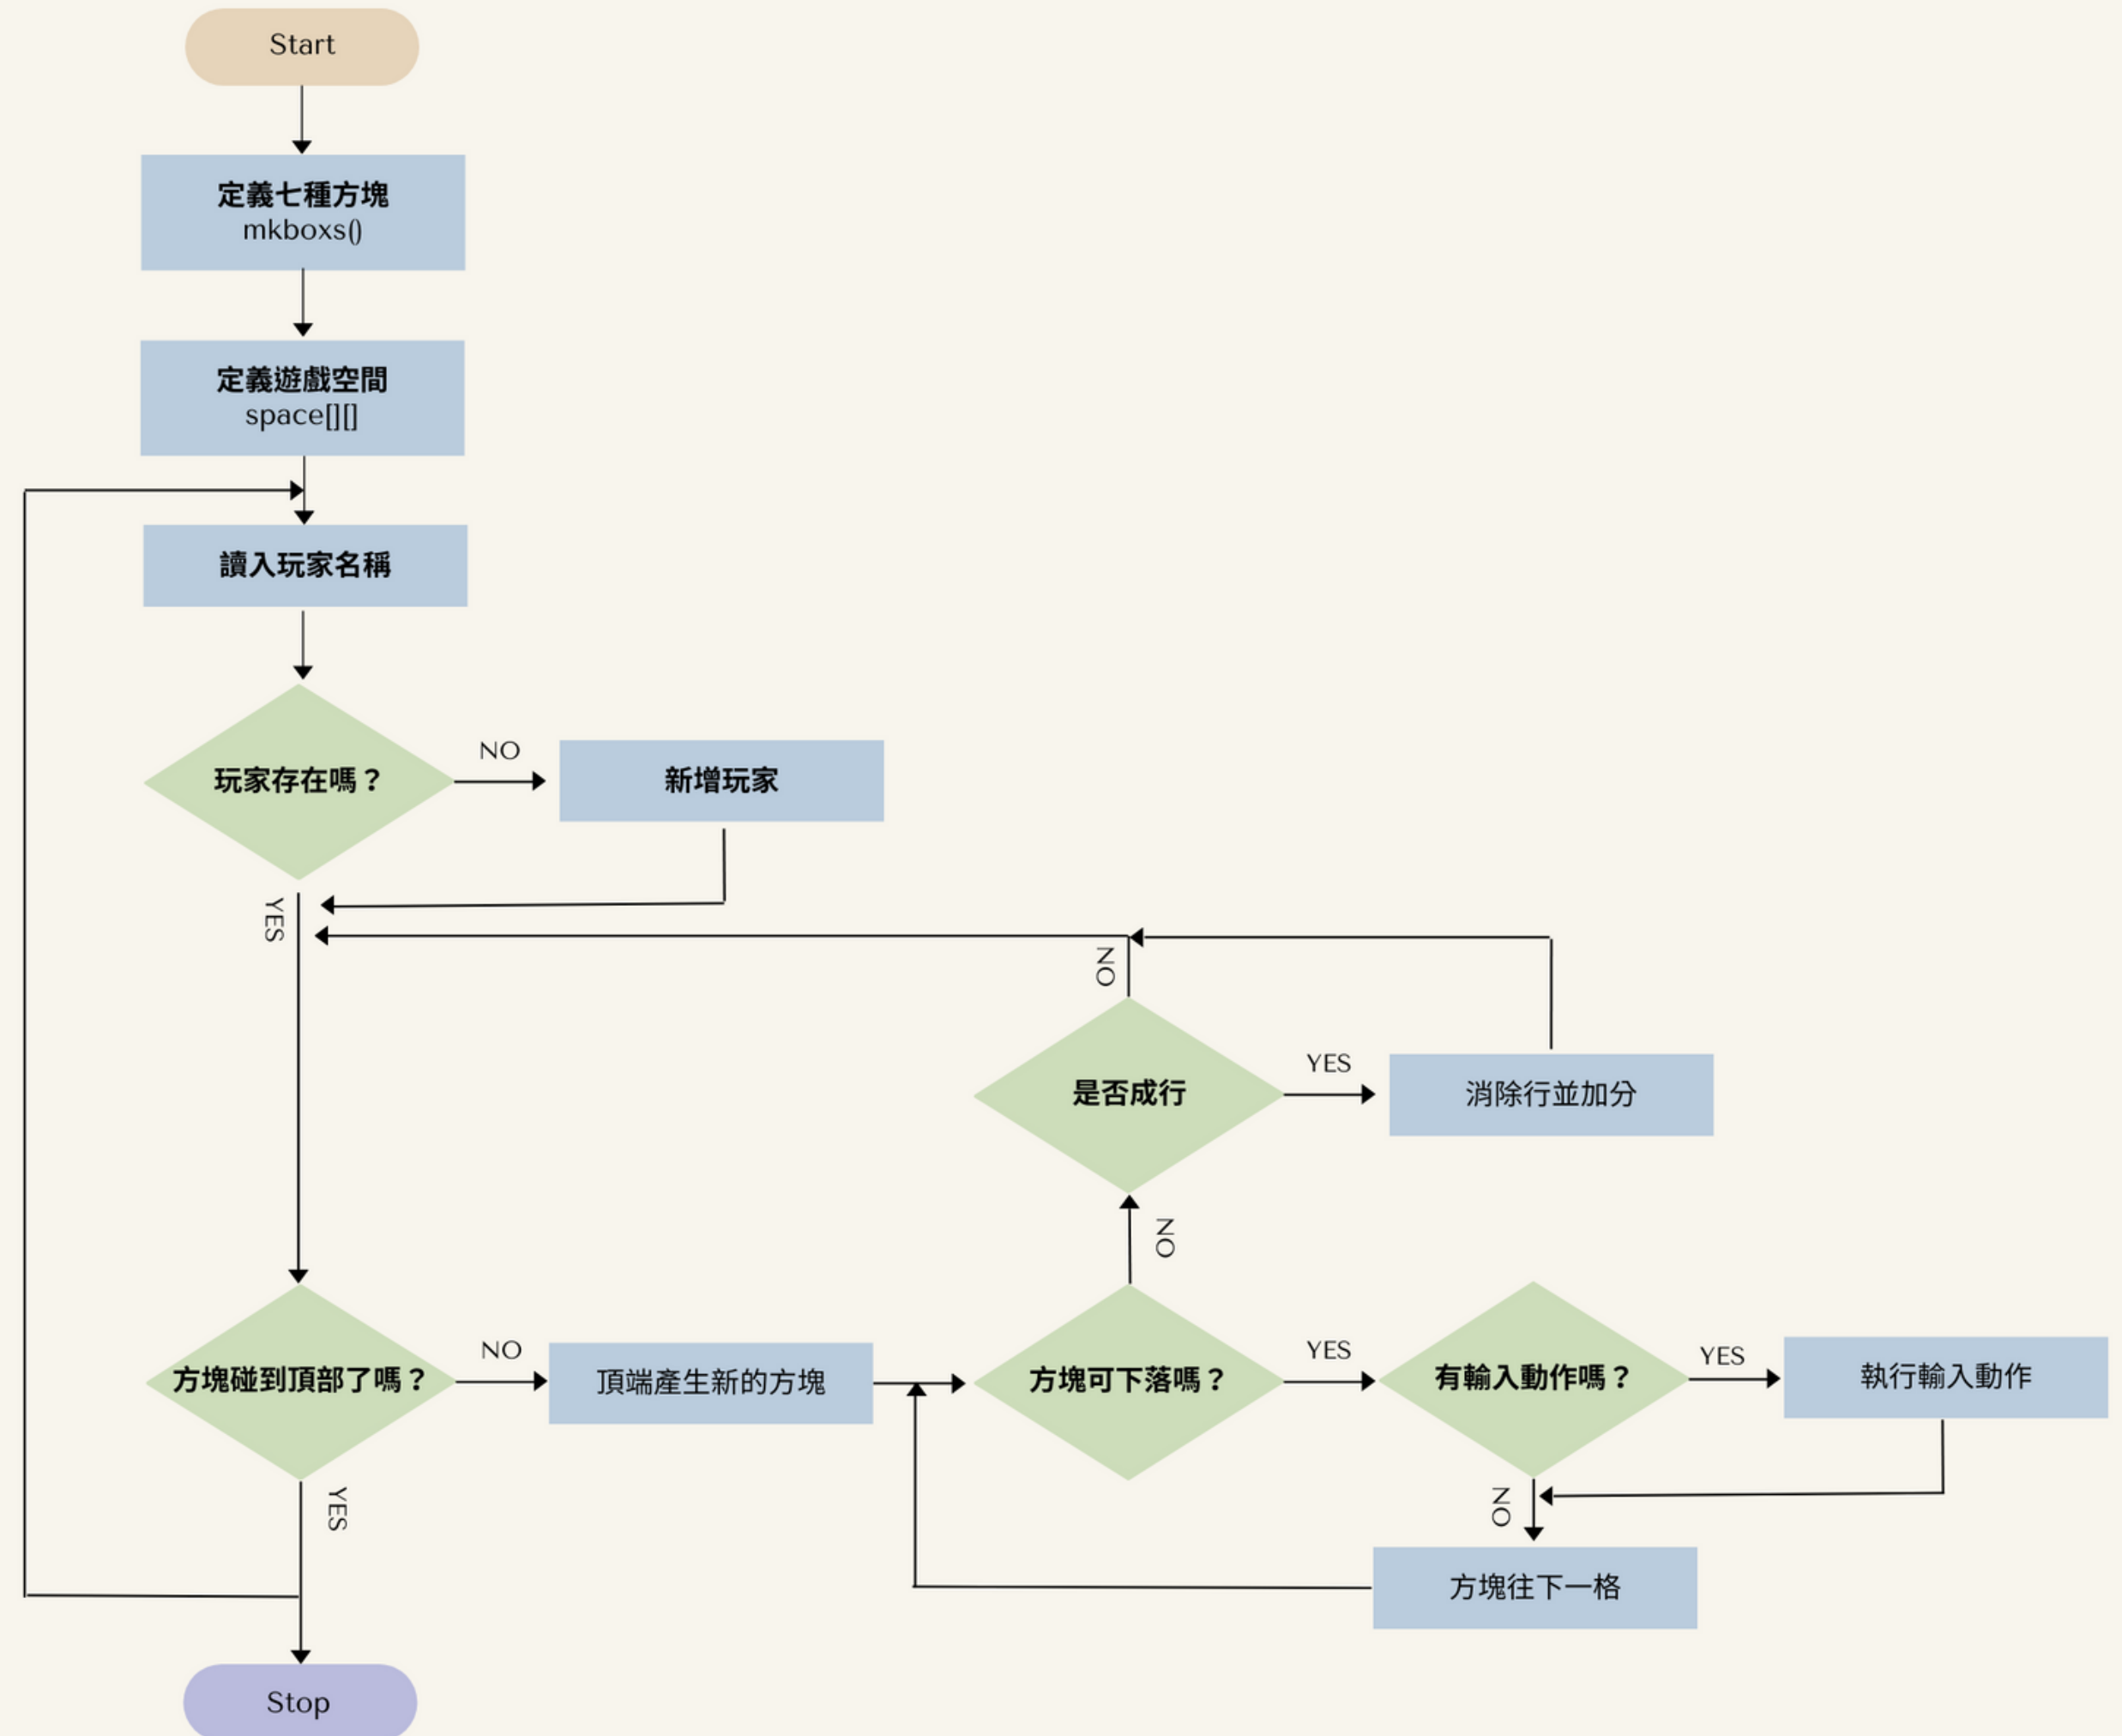 Start
定義七種方塊
mkboxs()
定義遊戲空間
space[][]
讀入玩家名稱
玩家存在嗎？
NO
新增玩家
YES
NO
是否成行
YES
消除行並加分
NO
方塊碰到頂部了嗎？
NO
頂端產生新的方塊
方塊可下落嗎？
YES
有輸入動作嗎？
YES
執行輸入動作
YES
NO
方塊往下一格
Stop